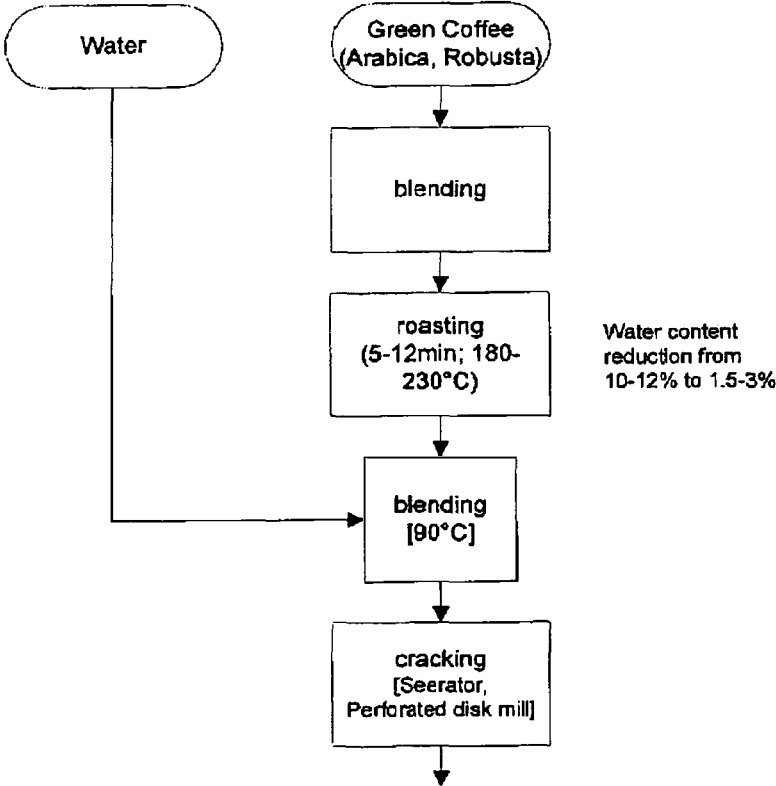 Water
Green Coffee
(Arabica, Robusta)
blending
roasting
(5-12min; 180-
230°C)
Water content
reduction from
10-12% to 1.5-3%
blending
[90°C]
cracking
[Seerator,
Perforated disk mill]